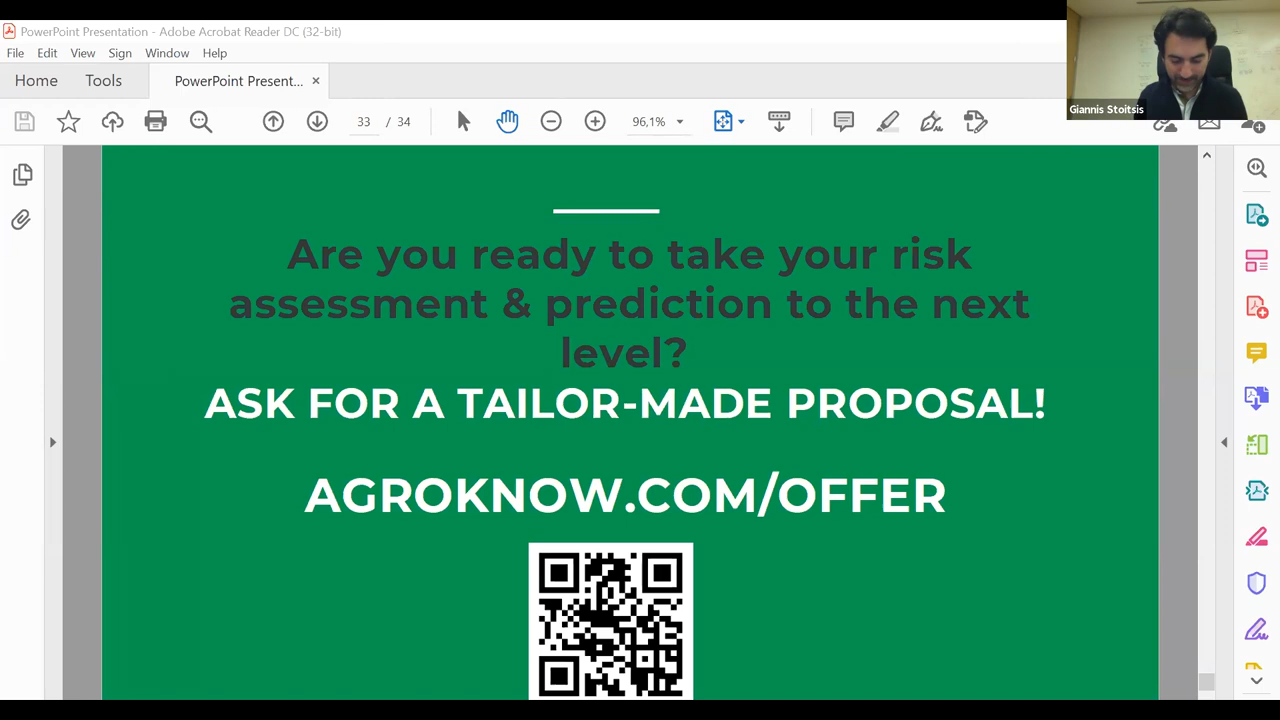 PowerPoint Presentation - Adobe Acrobat Reader DC (32-bit)
File Edit View Sign Window Help
Home Tools PowerPoint Present... ×
33 / 34 96,1%
Giannis Stoitsis
Are you ready to take your risk
assessment & prediction to the next
level?
ASK FOR A TAILOR-MADE PROPOSAL!
AGROKNOW.COM/OFFER